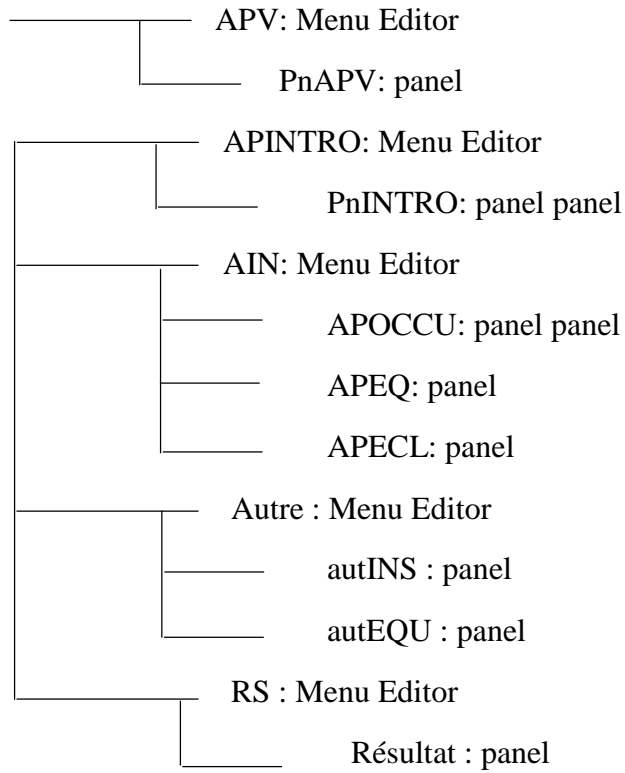 APV: Menu Editor
PnAPV: panel
APINTRO: Menu Editor
PnINTRO: panel panel
AIN: Menu Editor
APOCCU: panel panel
APEQ: panel
APECL: panel
Autre : Menu Editor
autINS : panel
autEQU : panel
RS : Menu Editor
Résultat : panel